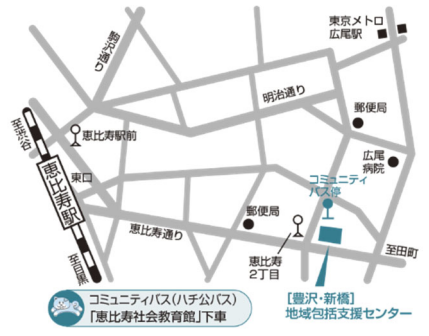 東京メトロ
広尾駅
駒沢通り
明治通り
郵便局
至渋谷
恵比寿駅前
広尾
病院
東口
コミュニティ
バス停
恵比寿駅
郵便局
恵比寿通り
至田町
恵比寿
2丁目
至目黒
[豊沢・新橋]
地域包括支援センター
コミュニティバス(ハチ公バス)
「恵比寿社会教育館」下車